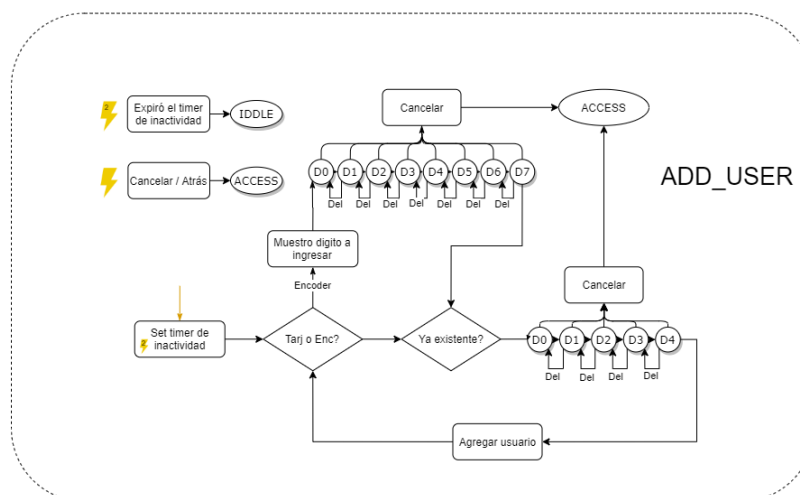 Expiró el timer
de inactividad
2
IDDLE
Cancelar / Atrás
ACCESS
Cancelar
ACCESS
D0 D1 D2 D3 D4 D5 D6 D7
Del Del Del Del Del Del Del
ADD_USER
Muestro digito a
ingresar
Encoder
Set timer de
inactividad
2
Tarj o Enc?
Ya existente?
Cancelar
D0 D1 D2 D3 D4
Del Del Del Del
Agregar usuario